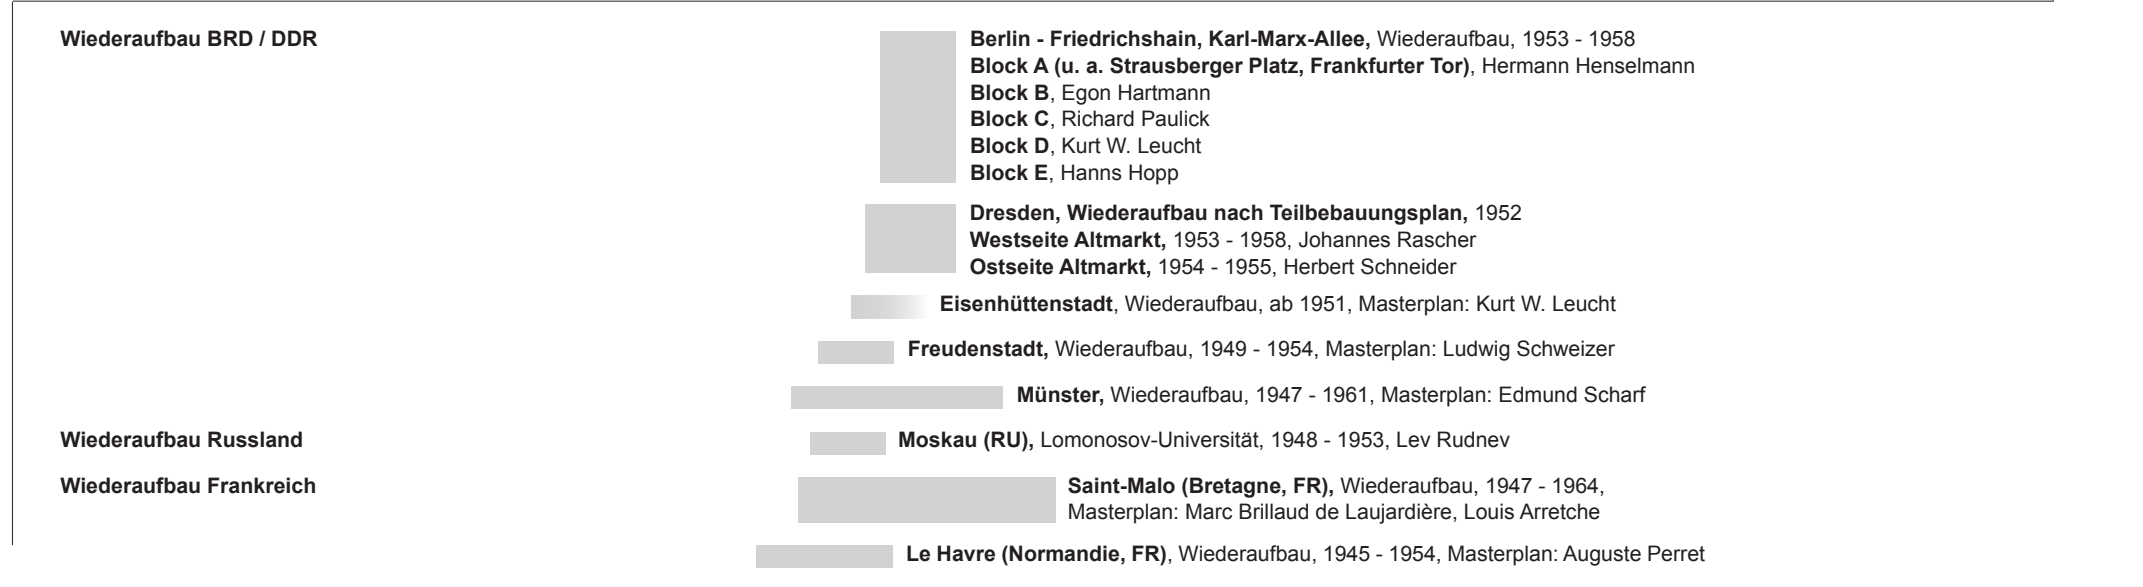 Wiederaufbau BRD / DDR
Berlin - Friedrichshain, Karl-Marx-Allee, Wiederaufbau, 1953 - 1958
Block A (u. a. Strausberger Platz, Frankfurter Tor), Hermann Henselmann
Block B, Egon Hartmann
Block C, Richard Paulick
Block D, Kurt W. Leucht
Block E, Hanns Hopp
Dresden, Wiederaufbau nach Teilbebauungsplan, 1952
Westseite Altmarkt, 1953 - 1958, Johannes Rascher
Ostseite Altmarkt, 1954 - 1955, Herbert Schneider
Eisenhüttenstadt, Wiederaufbau, ab 1951, Masterplan: Kurt W. Leucht
Freudenstadt, Wiederaufbau, 1949 - 1954, Masterplan: Ludwig Schweizer
Münster, Wiederaufbau, 1947 - 1961, Masterplan: Edmund Scharf
Wiederaufbau Russland
Moskau (RU), Lomonosov-Universität, 1948 - 1953, Lev Rudnev
Wiederaufbau Frankreich
Saint-Malo (Bretagne, FR), Wiederaufbau, 1947 - 1964,
Masterplan: Marc Brillaud de Laujardière, Louis Arretche
Le Havre (Normandie, FR), Wiederaufbau, 1945 - 1954, Masterplan: Auguste Perret